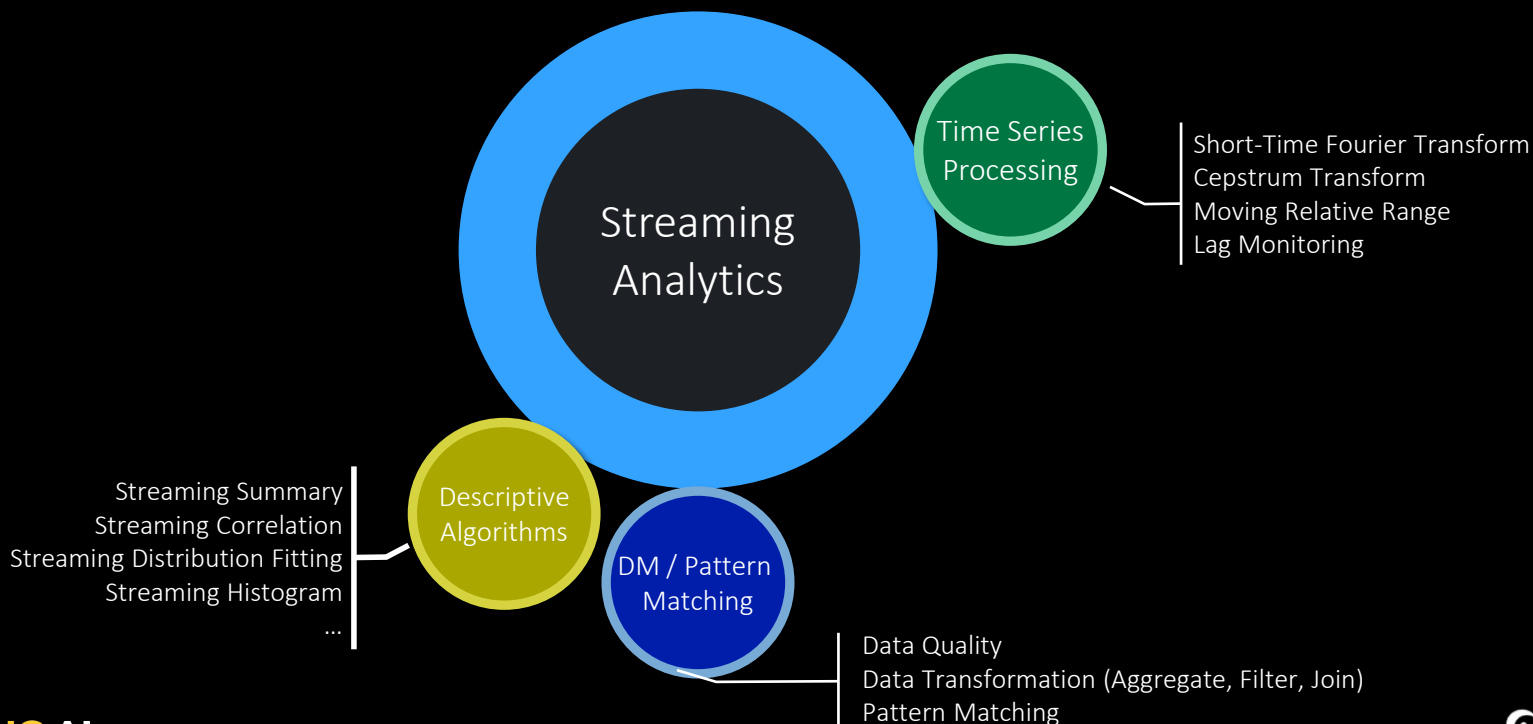 Streaming
Analytics
Time Series
Processing
Short-Time Fourier Transform
Cepstrum Transform
Moving Relative Range
Lag Monitoring
Descriptive
Algorithms
Streaming Summary
Streaming Correlation
Streaming Distribution Fitting
Streaming Histogram
...
DM / Pattern
Matching
Data Quality
Data Transformation (Aggregate, Filter, Join)
Pattern Matching